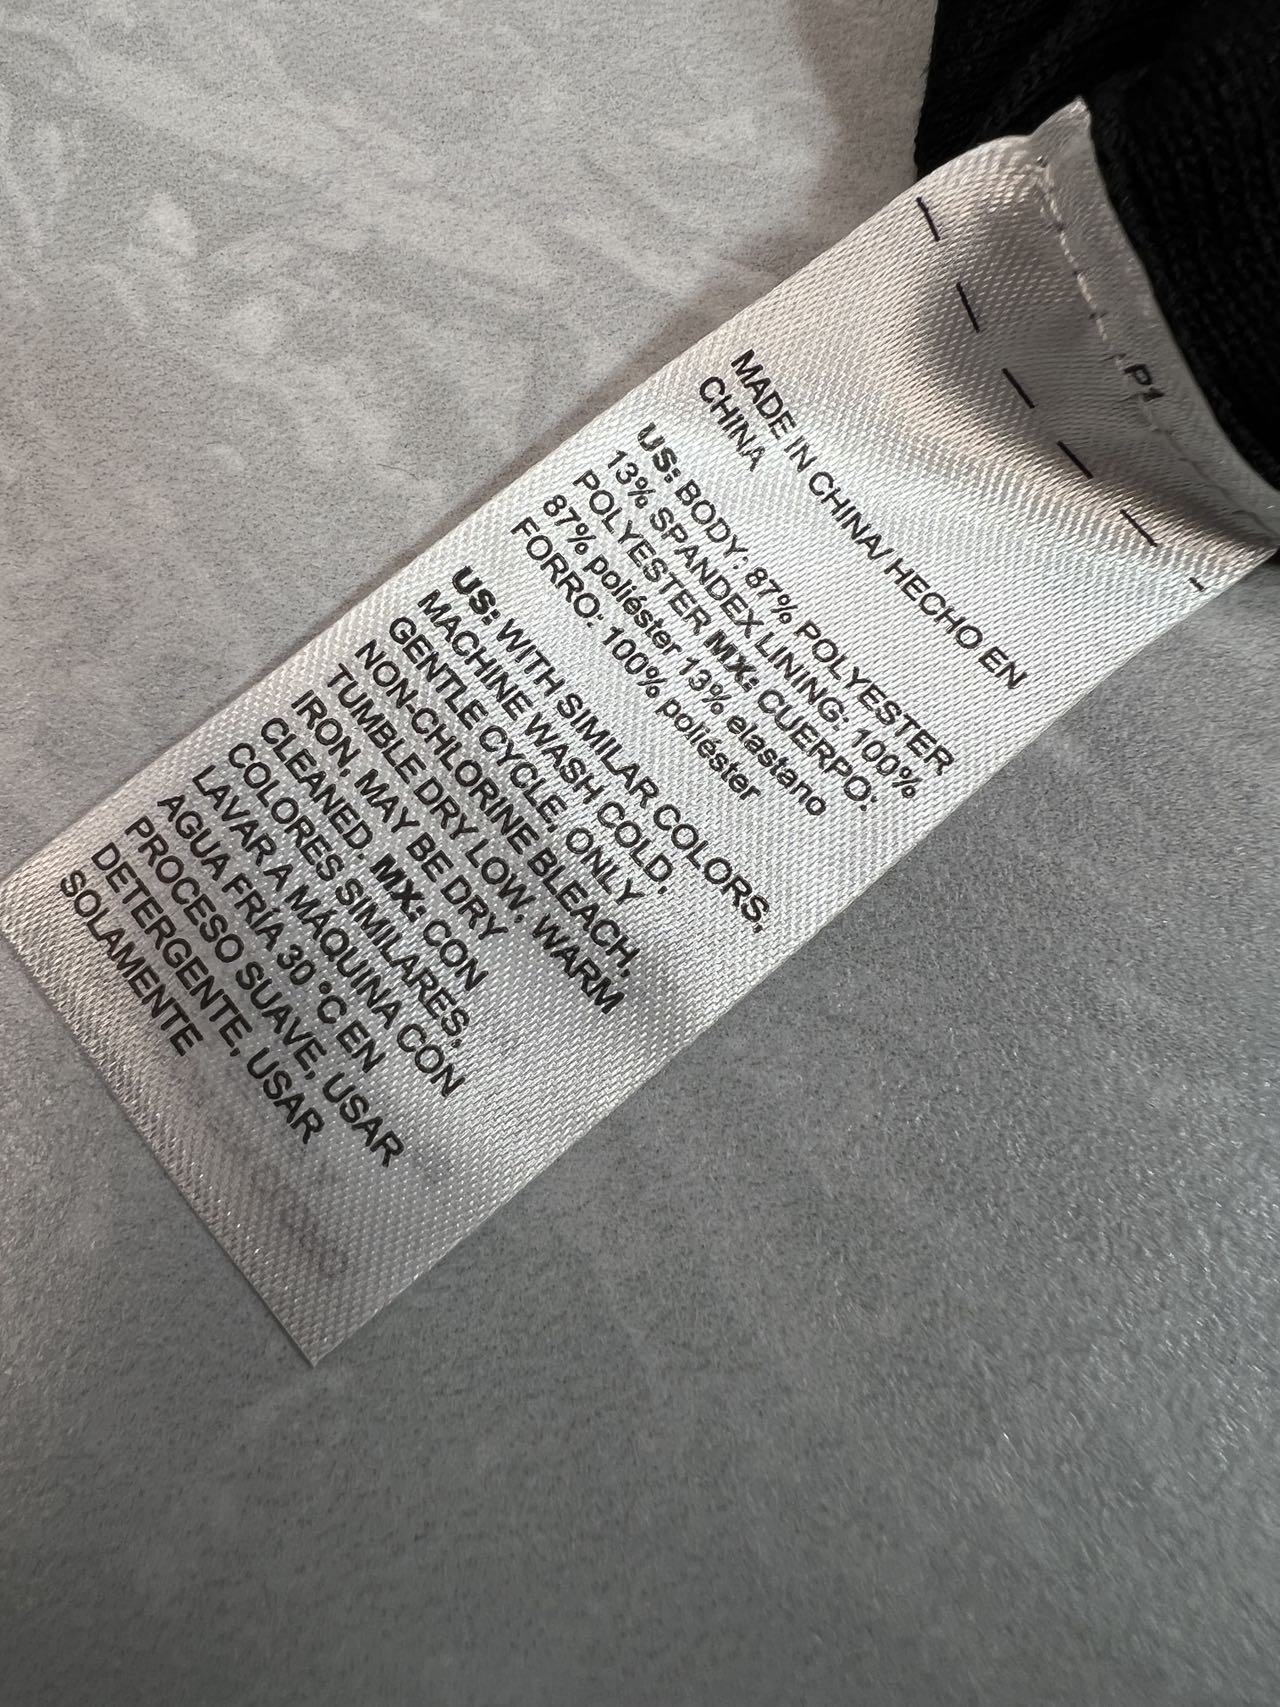 P1
MADE IN CHINA/ HECHO EN
CHINA
US: BODY: 87% POLYESTER
13% SPANDEX LINING: 100%
POLYESTER MX: CUERPO:
87% poliéster 13% elastano
FORRO: 100% poliéster
US: WITH SIMILAR COLORS,
MACHINE WASH COLD,
GENTLE CYCLE, ONLY
NON-CHLORINE BLEACH,
TUMBLE DRY LOW, WARM
IRON, MAY BE DRY
CLEANED. MX: CON
COLORES SIMILARES,
LAVAR A MÁQUINA CON
AGUA FRÍA 30 °C EN
PROCESO SUAVE, USAR
DETERGENTE, USAR
SOLAMENTE